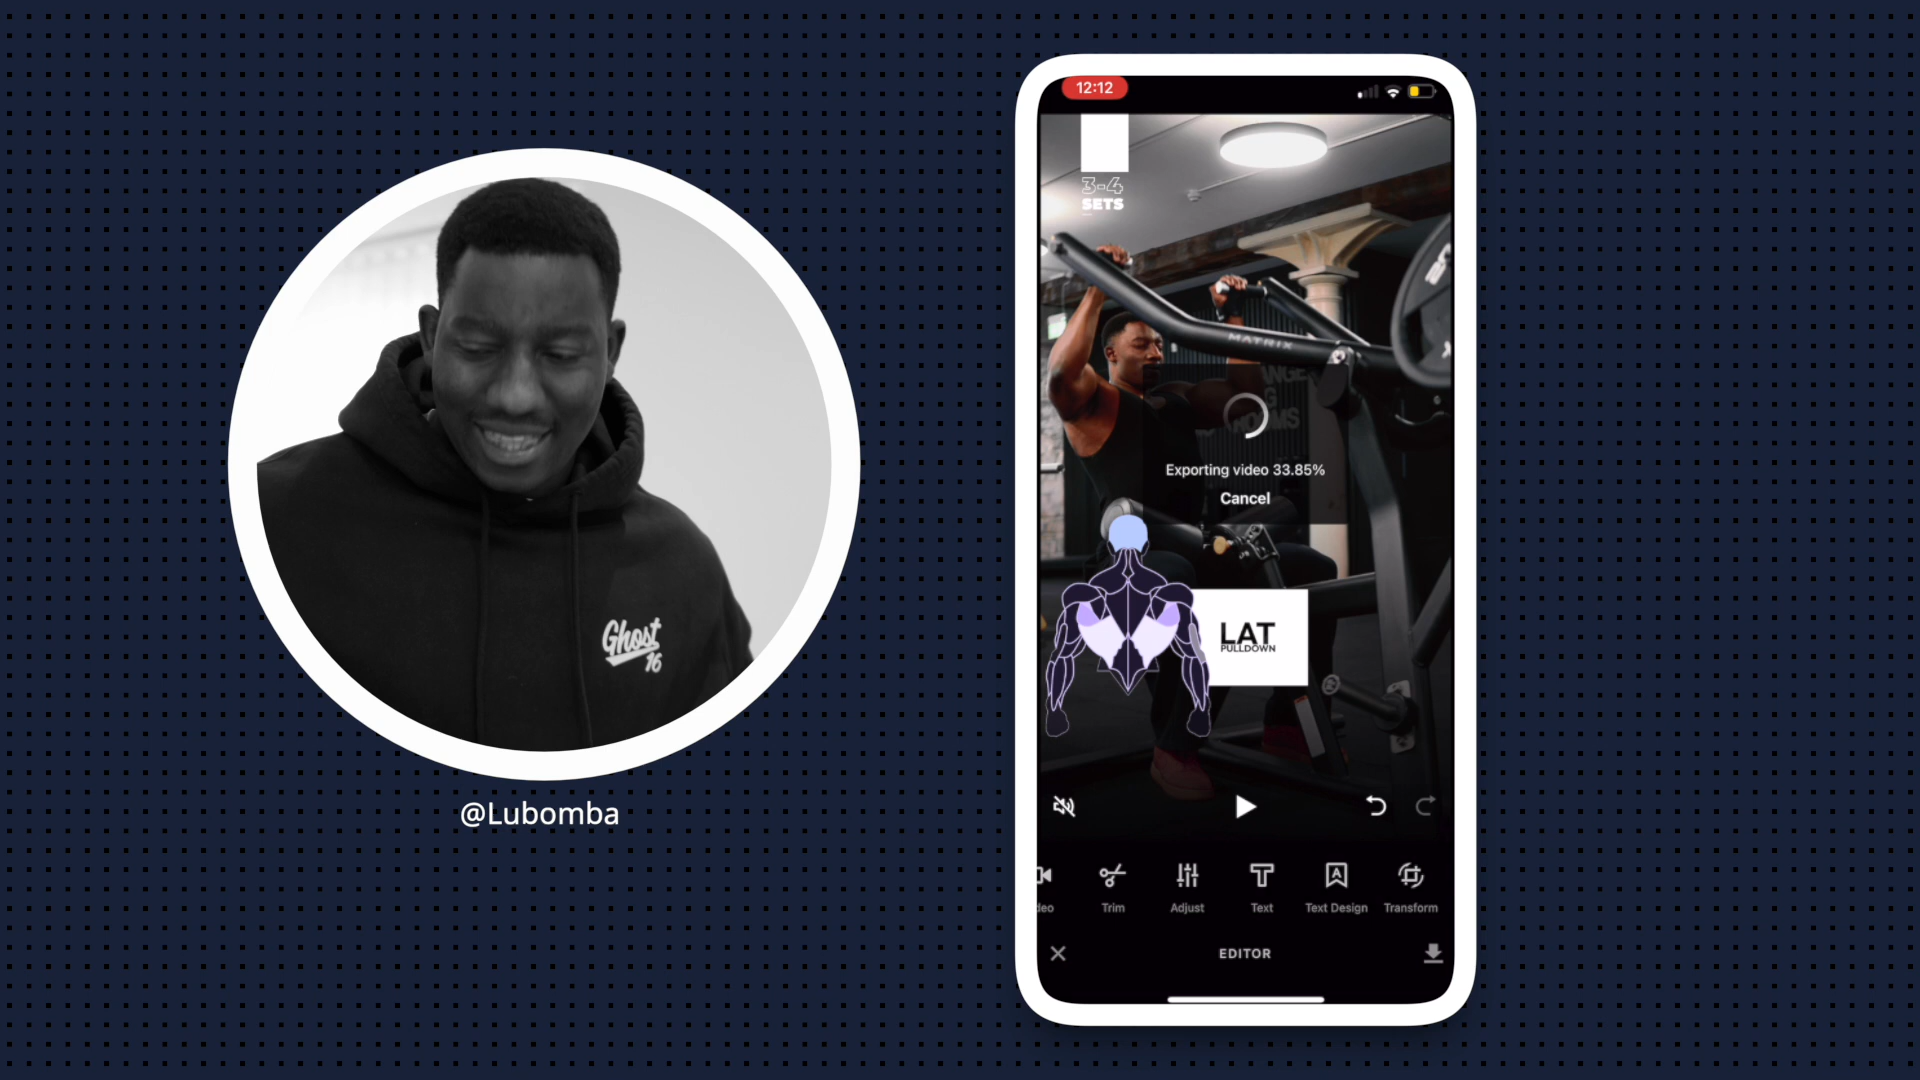 Ghost
16
@Lubomba
12:12
3-4
SETS
MATRIX
Exporting video 33.85%
Cancel
LAT
PULLDOWN
Trim
Adjust
Text
Text Design
Transform
EDITOR